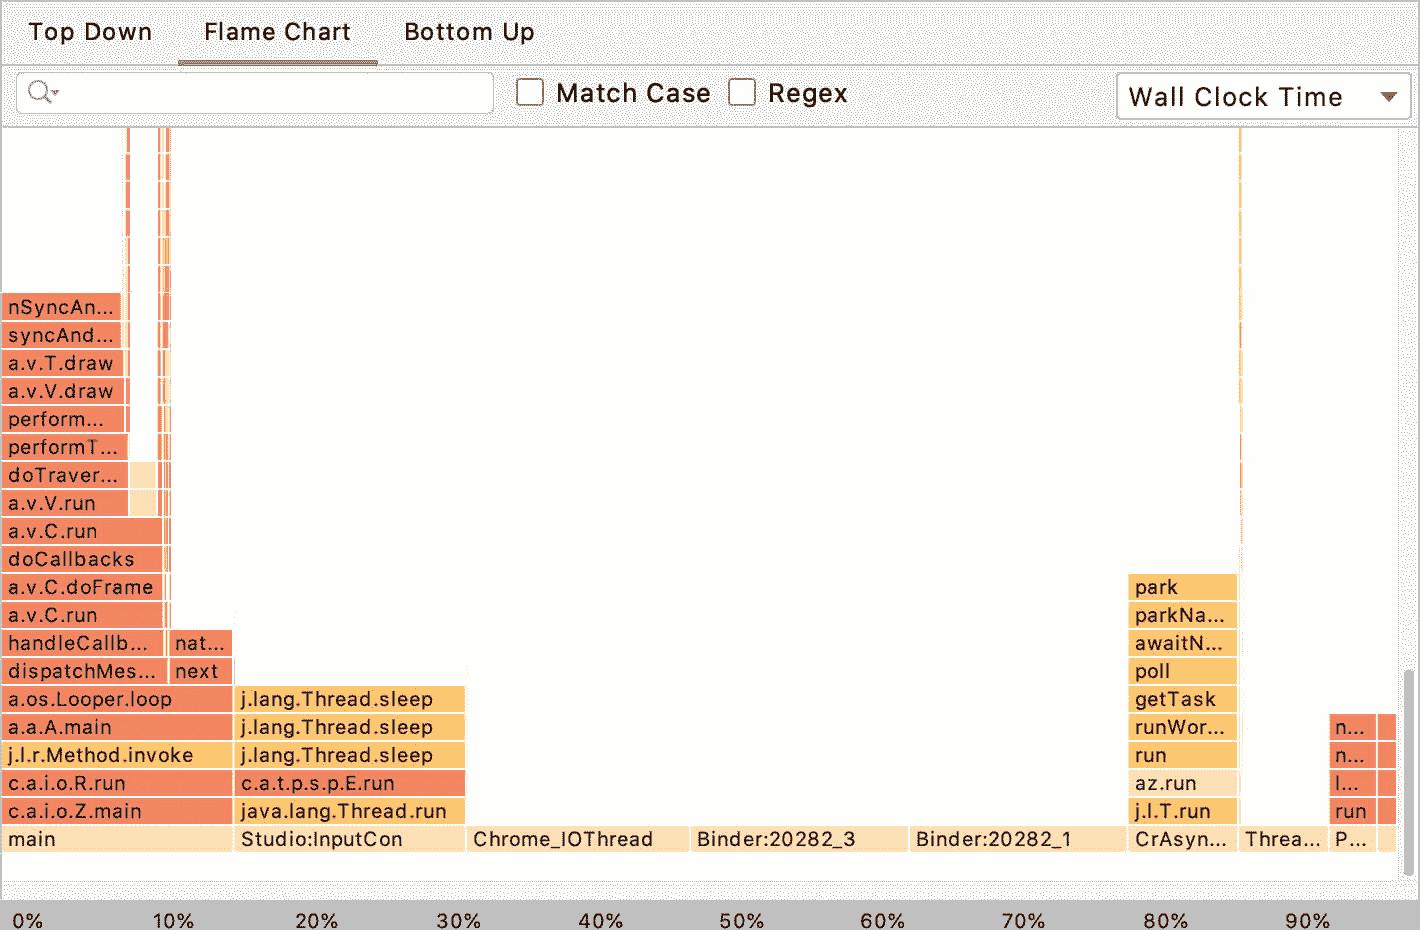 Top Down Flame Chart Bottom Up
Match Case Regex Wall Clock Time
nSyncAn...
syncAnd...
a.v.T.draw
a.v.V.draw
perform...
performT...
doTraver...
a.v.V.run
a.v.C.run
doCallbacks
a.v.C.doFrame park
a.v.C.run parkNa...
handleCallb... nat... awaitN...
dispatchMes... next poll
a.os.Looper.loop j.lang.Thread.sleep getTask
a.a.A.main j.lang.Thread.sleep runWor... n...
j.l.r.Method.invoke j.lang.Thread.sleep run n...
c.a.i.o.R.run c.a.t.p.s.p.E.run az.run l...
c.a.i.o.Z.main java.lang.Thread.run j.l.T.run run
main Studio:InputCon Chrome_IOThread Binder:20282_3 Binder:20282_1 CrAsyn... Threa... P...
0% 10% 20% 30% 40% 50% 60% 70% 80% 90%